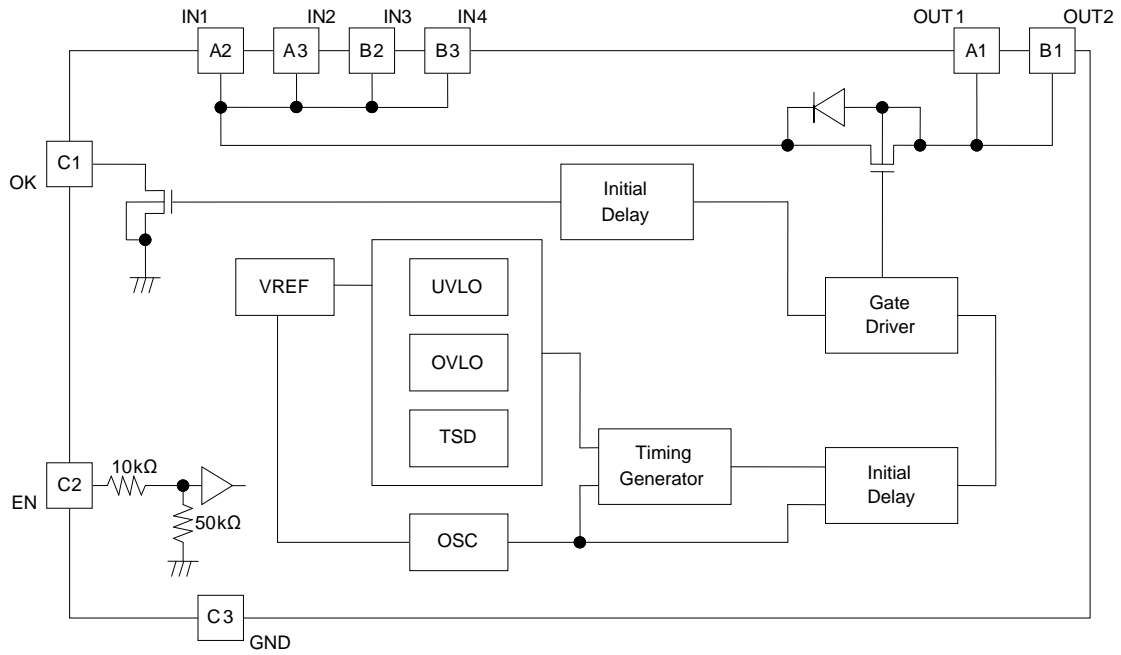 IN1
IN2
IN3
IN4
OUT1
OUT2
A2
A3
B2
B3
A1
B1
C1
OK
Initial
Delay
VREF
UVLO
Gate
Driver
OVLO
TSD
Timing
Generator
10kΩ
C2
EN
Initial
Delay
50kΩ
OSC
C3
GND